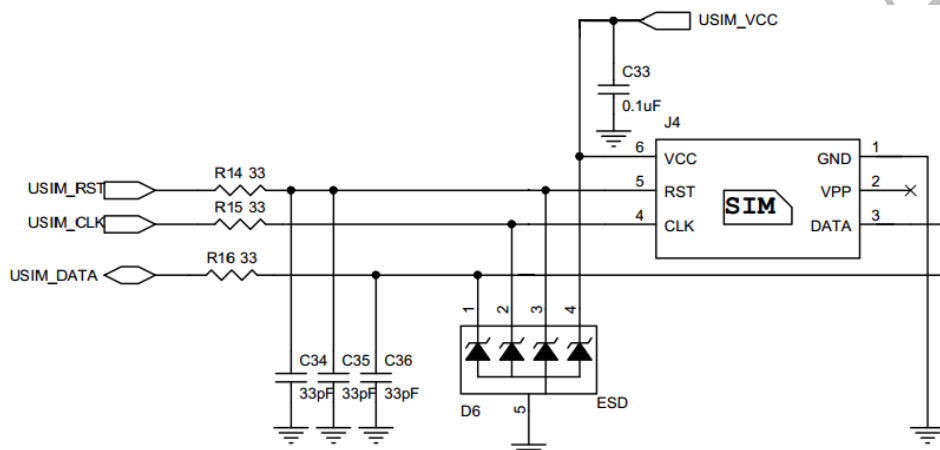 USIM_VCC
C33
0.1uF
J4
6 VCC GND 1
USIM_RST R14 33 5 RST VPP 2
SIM
USIM_CLK R15 33 4 CLK DATA 3
USIM_DATA R16 33
1 2 3 4
C34 C35 C36
33pF 33pF 33pF
D6 5 ESD